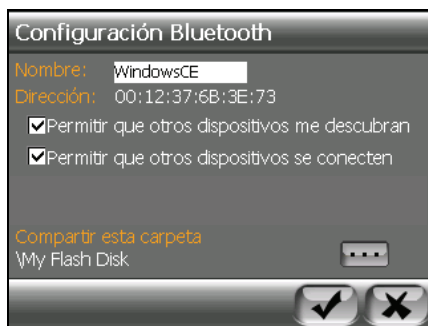 Configuración Bluetooth
Nombre: WindowsCE
Dirección: 00:12:37:6B:3E:73
Permitir que otros dispositivos me descubran
Permitir que otros dispositivos se conecten
Compartir esta carpeta
\My Flash Disk
...